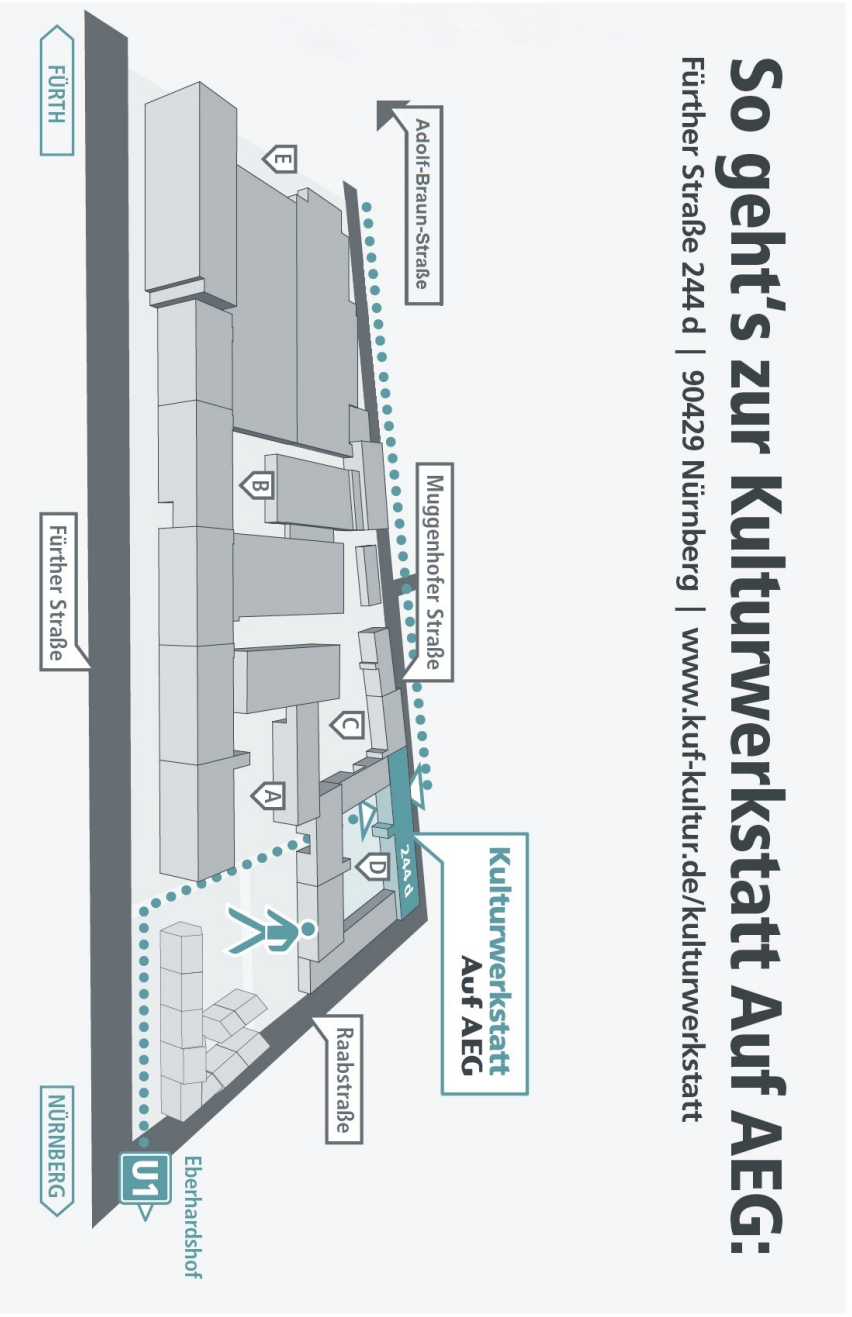 So geht's zur Kulturwerkstatt Auf AEG:
Fürther Straße 244 d | 90429 Nürnberg | www.kuf-kultur.de/kulturwerkstatt
Adolf-Braun-Straße
Muggenhofer Straße
Kulturwerkstatt
Auf AEG
244 d
Raabstraße
E
B
C
A
D
Eberhardshof
U1
FÜRTH
Fürther Straße
NÜRNBERG